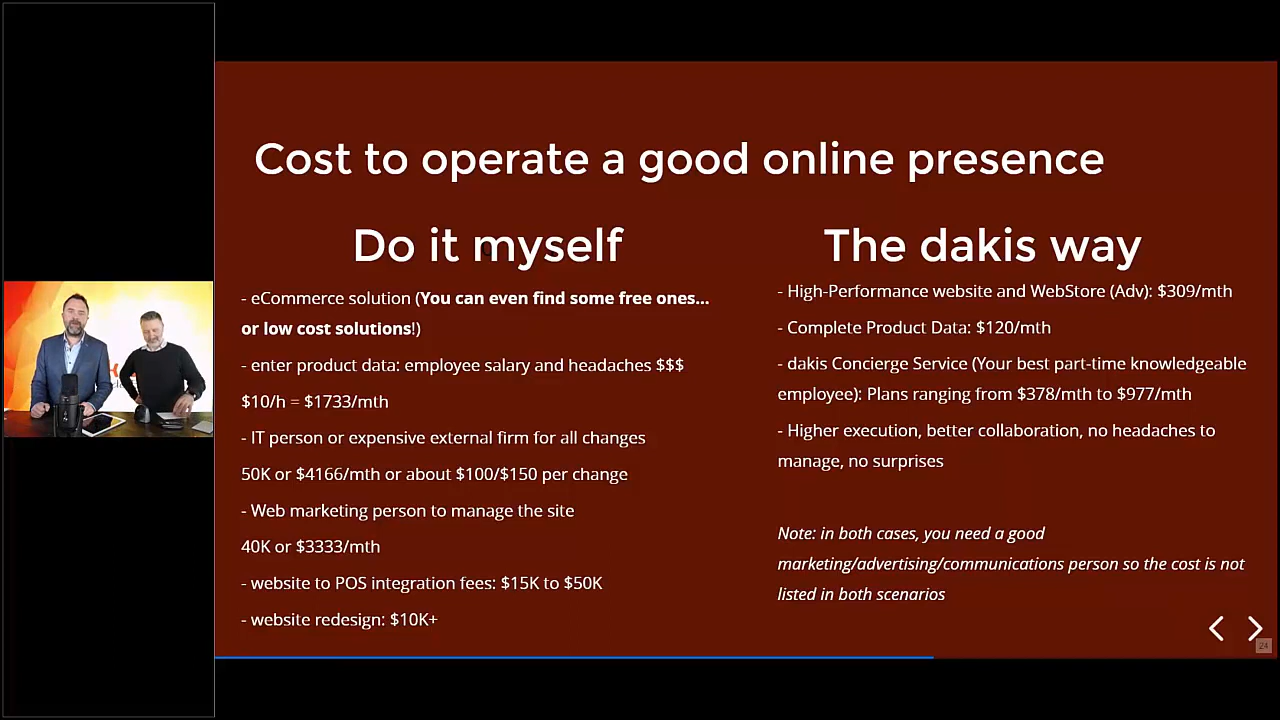 Cost to operate a good online presence
Do it myself
- eCommerce solution (You can even find some free ones...
or low cost solutions!)
- enter product data: employee salary and headaches $$$
$10/h = $1733/mth
- IT person or expensive external firm for all changes
50K or $4166/mth or about $100/$150 per change
- Web marketing person to manage the site
40K or $3333/mth
- website to POS integration fees: $15K to $50K
- website redesign: $10K+
The dakis way
- High-Performance website and WebStore (Adv): $309/mth
- Complete Product Data: $120/mth
- dakis Concierge Service (Your best part-time knowledgeable
employee): Plans ranging from $378/mth to $977/mth
- Higher execution, better collaboration, no headaches to
manage, no surprises
Note: in both cases, you need a good
marketing/advertising/communications person so the cost is not
listed in both scenarios
24